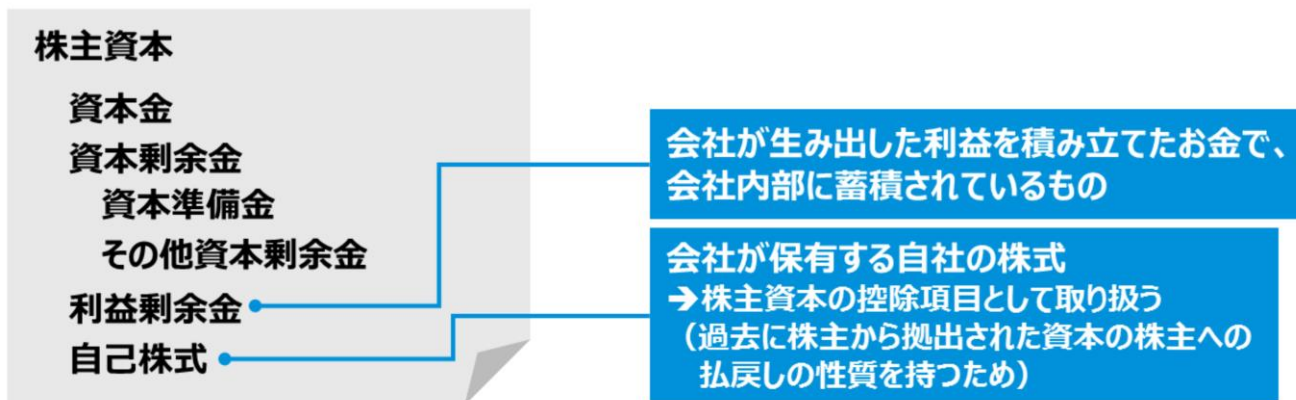 株主資本
資本金
資本剰余金
資本準備金
その他資本剰余金
利益剰余金
自己株式
会社が生み出した利益を積み立てたお金で、
会社内部に蓄積されているもの
会社が保有する自社の株式
➔株主資本の控除項目として取り扱う
（過去に株主から拠出された資本の株主への
払戻しの性質を持つため）